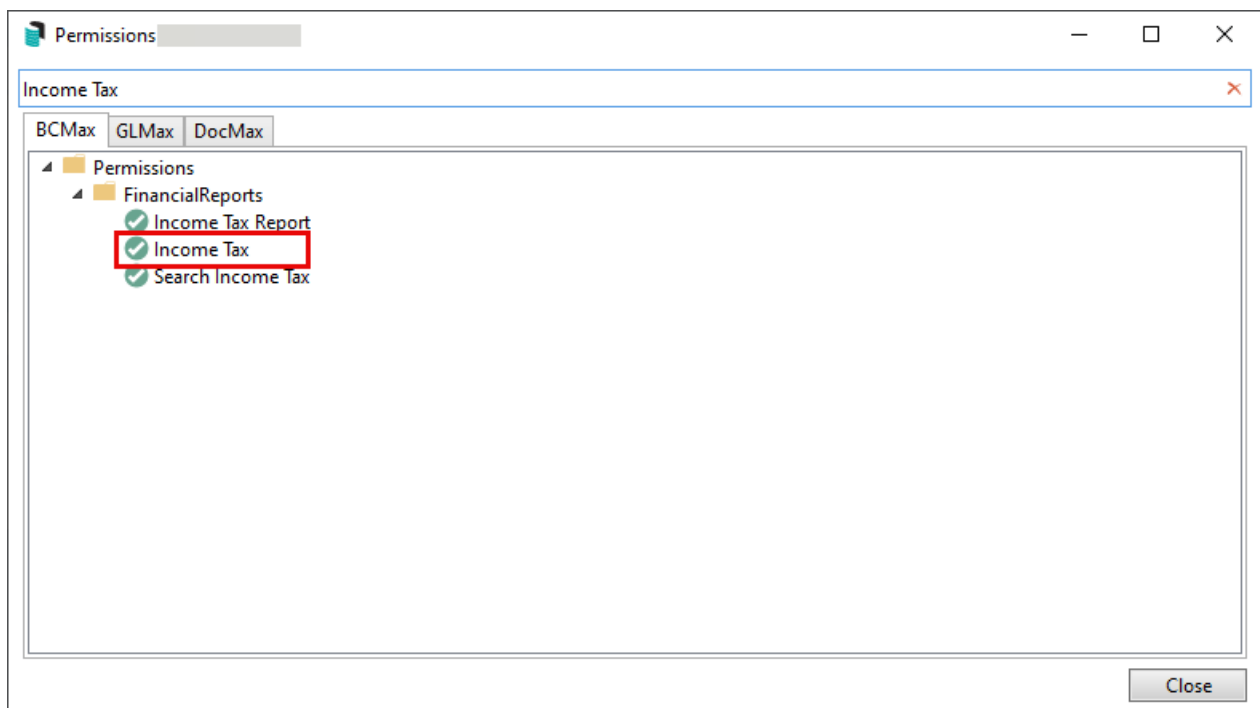 Permissions
Income Tax
BCMax GLMax DocMax
Permissions
FinancialReports
Income Tax Report
Income Tax
Search Income Tax
Close